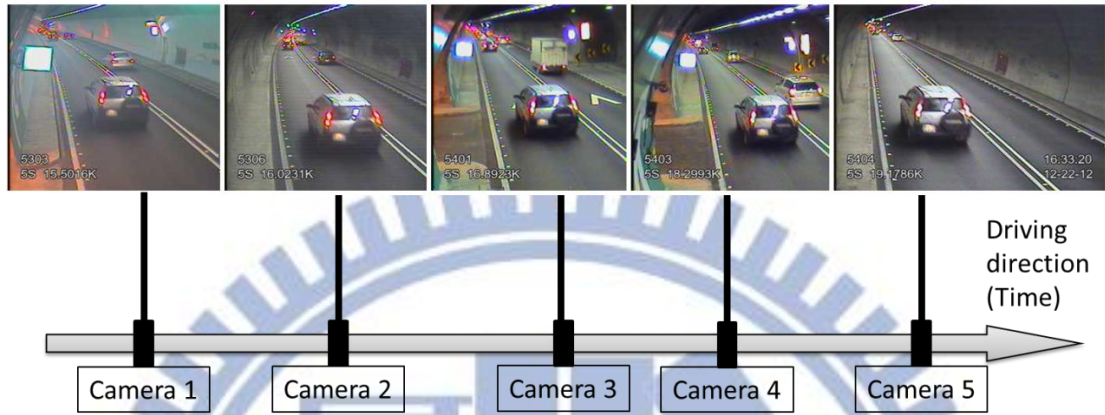 5303
5S 15.5016K
5306
5S 16.0231K
5401
5S 16.8923K
5403
5S 18.2993K
5404
5S 19.1786K
16:33:20
12-22-12
Driving
direction
(Time)
Camera 1
Camera 2
Camera 3
Camera 4
Camera 5